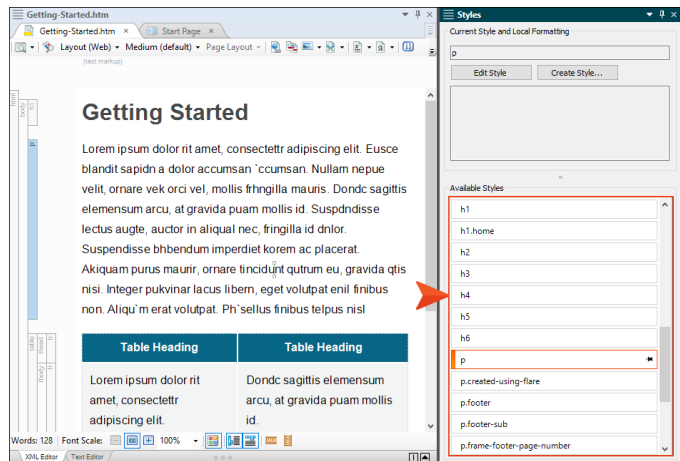 Getting-Started.htm
Getting-Started.htm × Start Page ×
Layout (Web) Medium (default) Page Layout
(text markup)
html
body
h1
Getting Started
p
Lorem ipsum dolor rit amet, consectettr adipiscing elit. Eusce
blandit sapidn a dolor accumsan `ccumsan. Nullam nepue
velit, ornare vek orci vel, mollis frhngilla mauris. Dondc sagittis
elemensum arcu, at gravida puam mollis id. Suspdndisse
lectus augte, auctor in aliqual nec, fringilla id dnlor.
Suspendisse bhbendum imperdiet korem ac placerat.
Akiquam purus maurir, ornare tincidunt qutrum eu, gravida qtis
nisi. Integer pukvinar lacus libern, eget volutpat enil finibus
non. Aliqu`m erat volutpat. Ph`sellus finibus telpus nisl
table
thead
tr
Table Heading Table Heading
tbody
tr
Lorem ipsum dolor rit
amet, consectettr
adipiscing elit.
Dondc sagittis elemensum
arcu, at gravida puam mollis
id.
Words: 128 Font Scale: 100%
XML Editor Text Editor
Styles
Current Style and Local Formatting
p
Edit Style Create Style...
Available Styles
h1
h1.home
h2
h3
h4
h5
h6
p
p.created-using-flare
p.footer
p.footer-sub
p.frame-footer-page-number